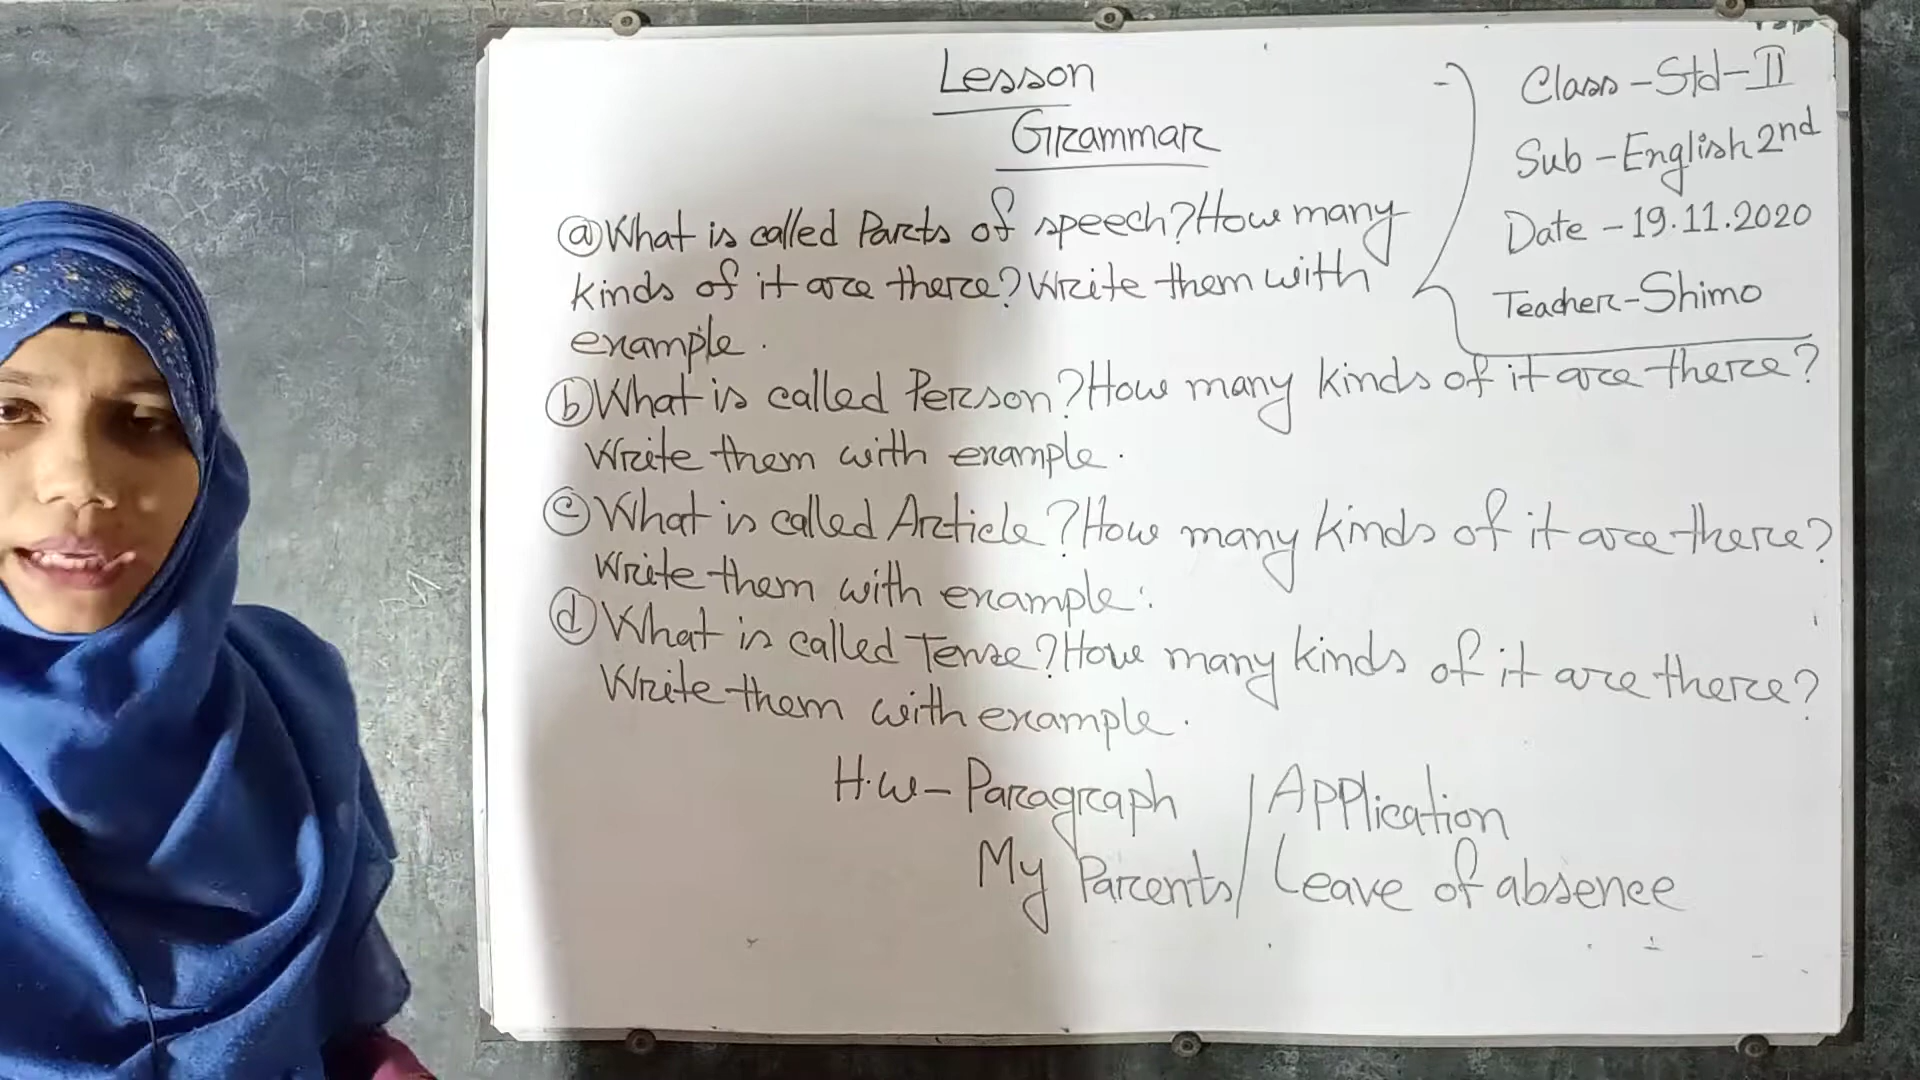 Lesson
Grammar
Class - Std - II
Sub - English 2nd
Date - 19.11.2020
Teacher - Shimo
ⓐ What is called Parts of speech? How many
kinds of it are there? Write them with
example.
ⓑ What is called Person? How many kinds of it are there?
Write them with example.
ⓒ What is called Article? How many kinds of it are there?
Write them with example.
ⓓ What is called Tense? How many kinds of it are there?
Write them with example.
H.W - Paragraph / Application
My Parents / Leave of absence